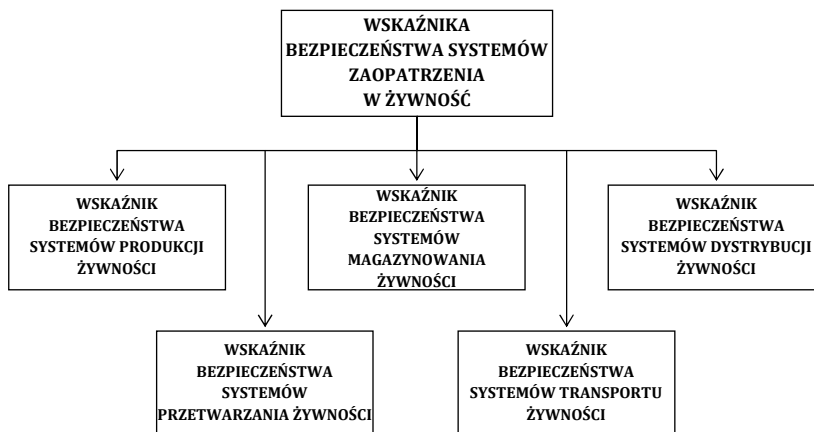 WSKAŹNIKA
BEZPIECZEŃSTWA SYSTEMÓW
ZAOPATRZENIA
W ŻYWNOŚĆ
WSKAŹNIK
BEZPIECZEŃSTWA
SYSTEMÓW PRODUKCJI
ŻYWNOŚCI
WSKAŹNIK
BEZPIECZEŃSTWA
SYSTEMÓW
MAGAZYNOWANIA
ŻYWNOŚCI
WSKAŹNIK
BEZPIECZEŃSTWA
SYSTEMÓW DYSTRYBUCJI
ŻYWNOŚCI
WSKAŹNIK
BEZPIECZEŃSTWA
SYSTEMÓW
PRZETWARZANIA ŻYWNOŚCI
WSKAŹNIK
BEZPIECZEŃSTWA
SYSTEMÓW TRANSPORTU
ŻYWNOŚCI